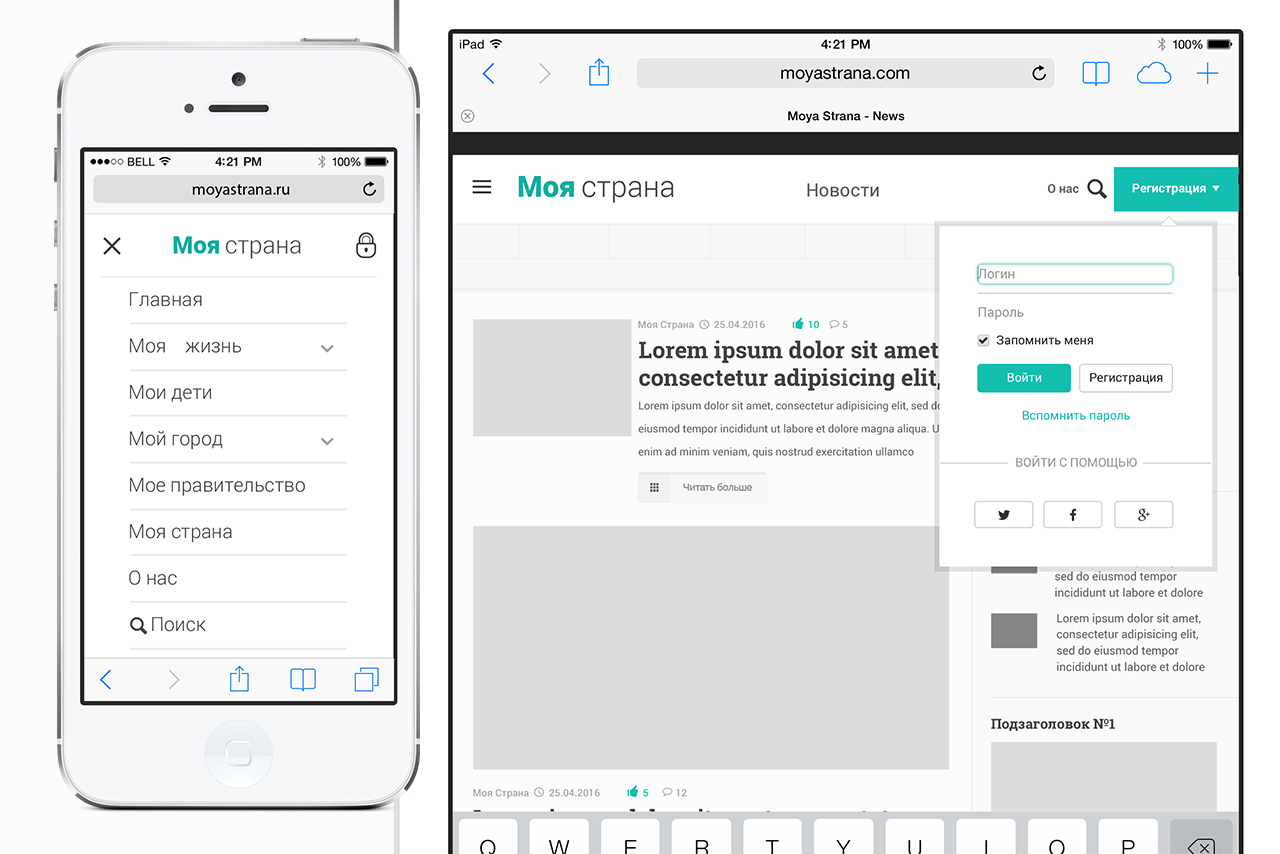 BELL 4:21 PM 100%
moyastrana.ru
Моя страна
Главная
Моя жизнь
Мои дети
Мой город
Мое правительство
Моя страна
О нас
Поиск
iPad 4:21 PM 100%
moyastrana.com
Moya Strana - News
Моя страна Новости О нас Регистрация
Логин
Пароль
Запомнить меня
Войти Регистрация
Вспомнить пароль
ВОЙТИ С ПОМОЩЬЮ
Моя Страна 25.04.2016 10 5
Lorem ipsum dolor sit amet
consectetur adipisicing elit,
Lorem ipsum dolor sit amet, consectetur adipisicing elit, sed do
eiusmod tempor incididunt ut labore et dolore magna aliqua. U
enim ad minim veniam, quis nostrud exercitation ullamco
Читать больше
sed do eiusmod tempor
incididunt ut labore et dolore
Lorem ipsum dolor sit amet,
consectetur adipisicing elit,
sed do eiusmod tempor
incididunt ut labore et dolore
Подзаголовок №1
Моя Страна 25.04.2016 5 12
Q W E R T Y U I O P